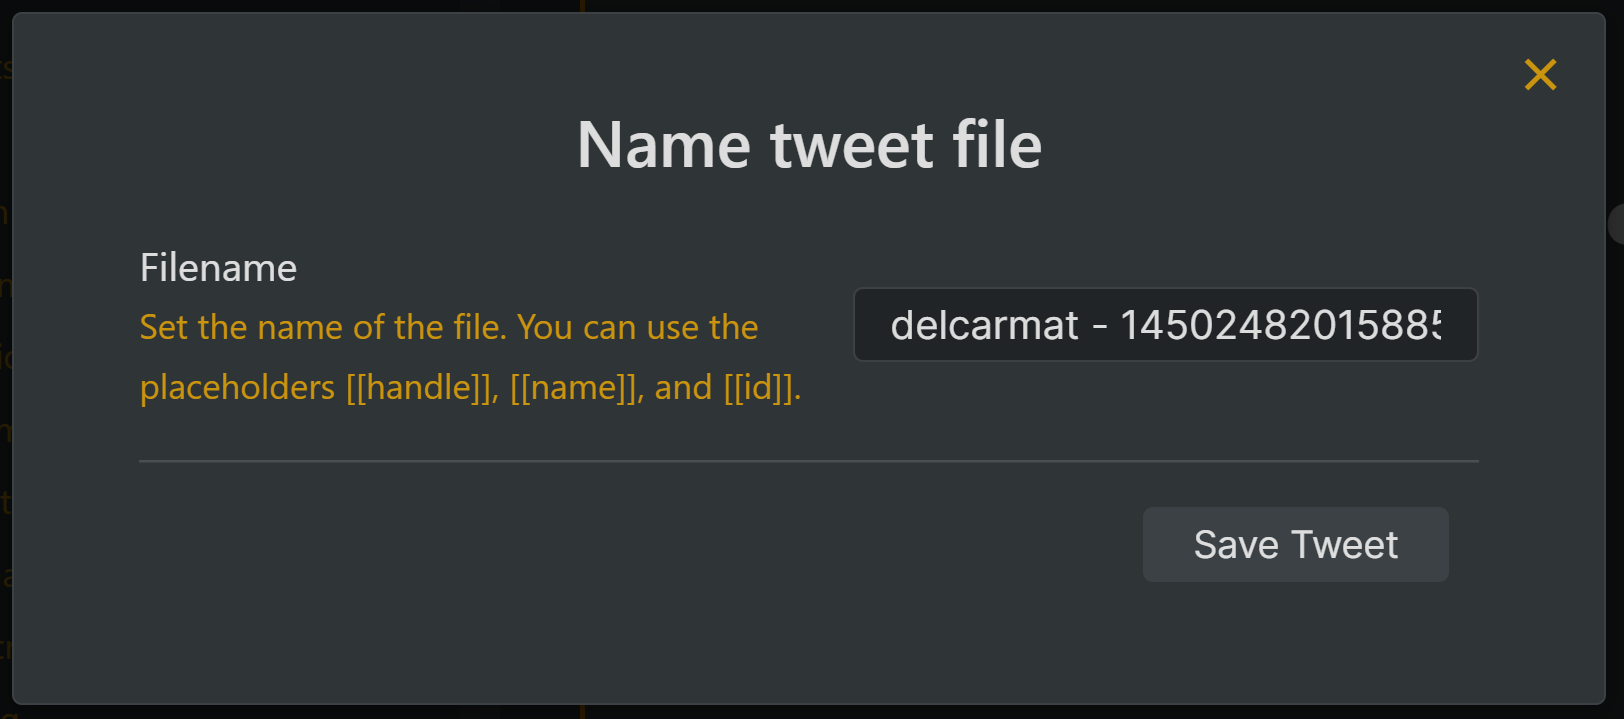 Name tweet file
Filename
Set the name of the file. You can use the
placeholders [[handle]], [[name]], and [[id]].
delcarmat - 1450248201588
Save Tweet